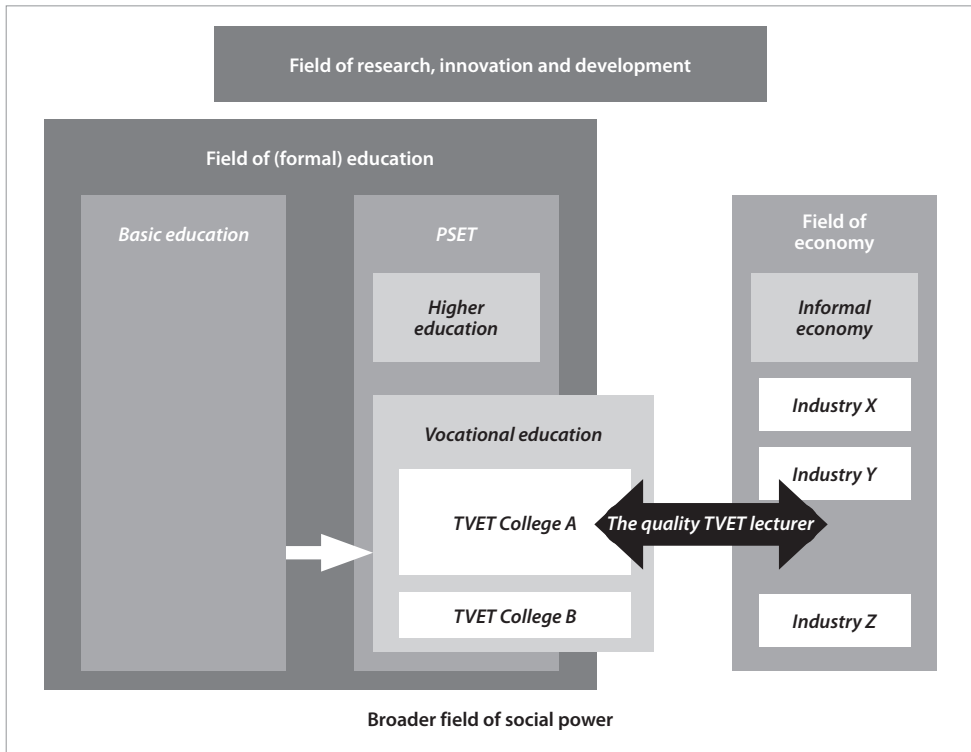 Field of research, innovation and development
Field of (formal) education
Basic education
PSET
Higher
education
Vocational education
TVET College A
TVET College B
The quality TVET lecturer
Field of
economy
Informal
economy
Industry X
Industry Y
Industry Z
Broader field of social power